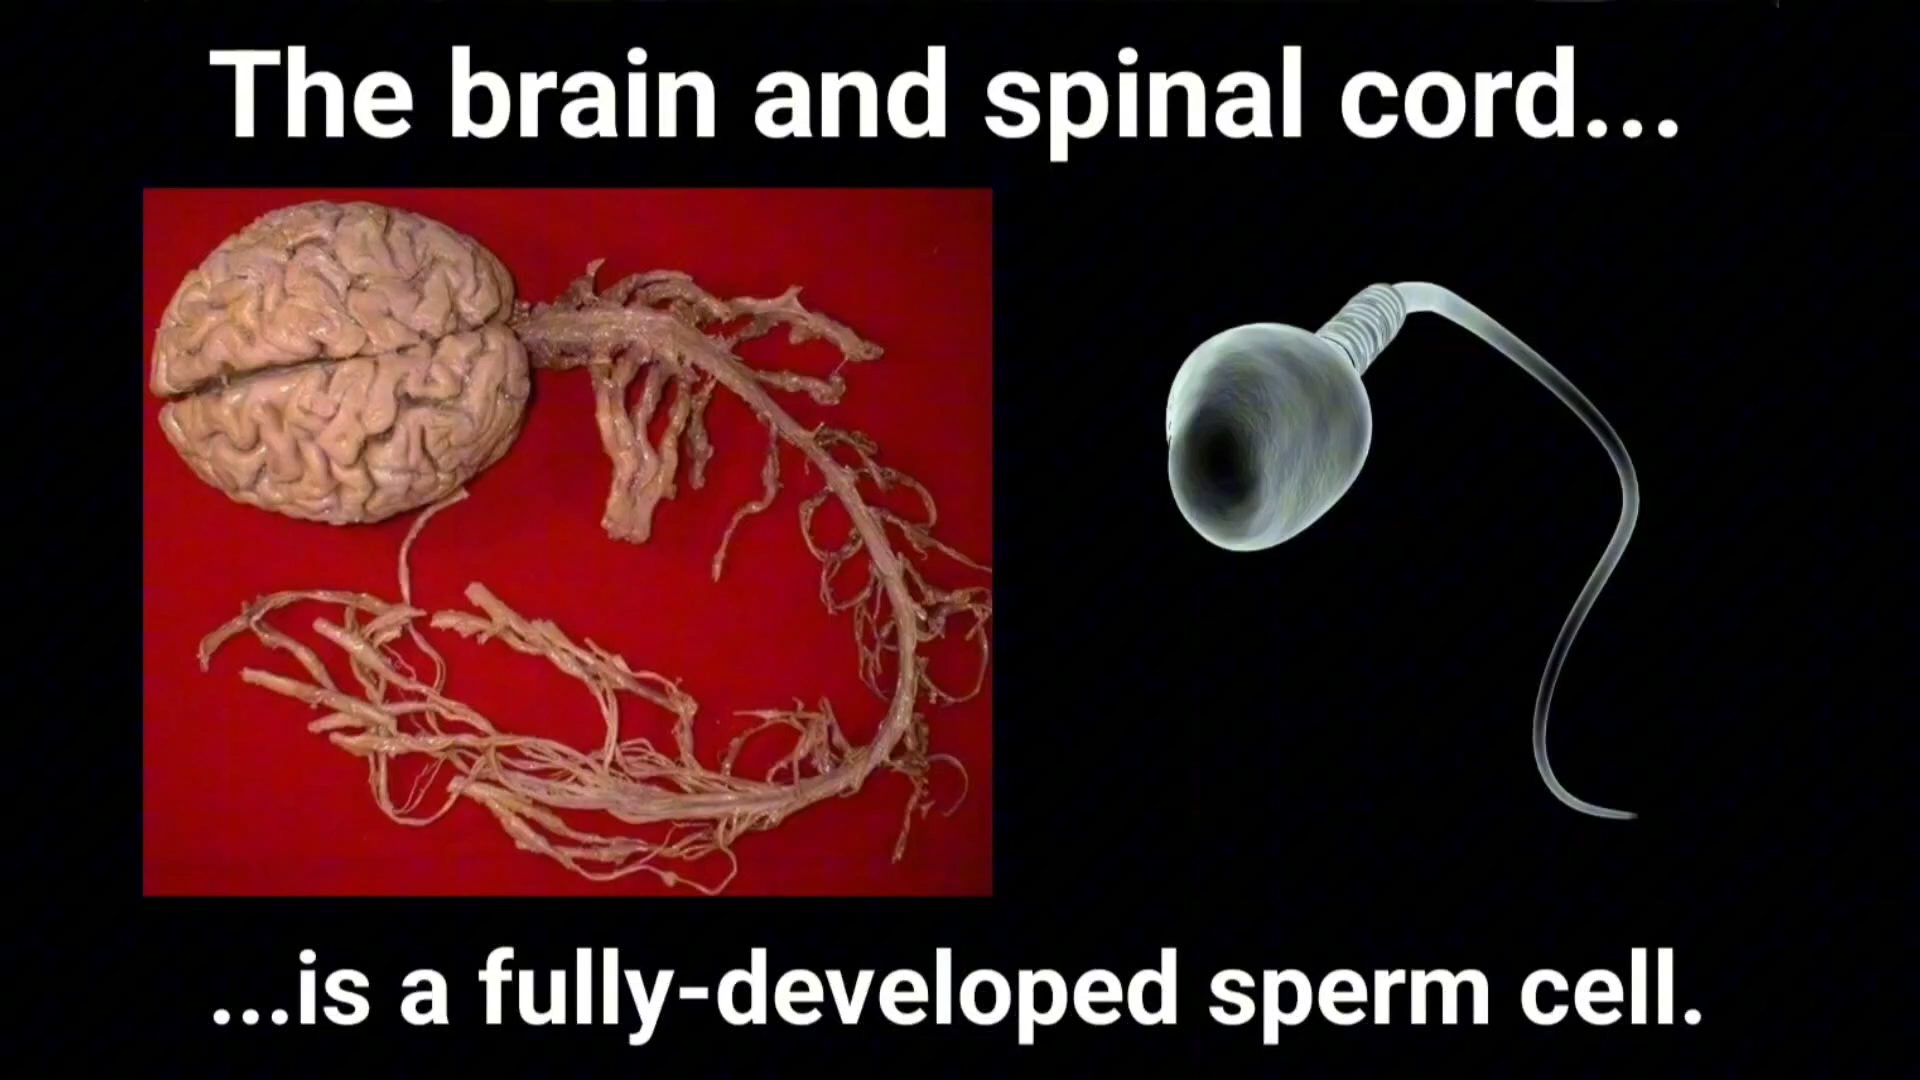 The brain and spinal cord...
...is a fully-developed sperm cell.